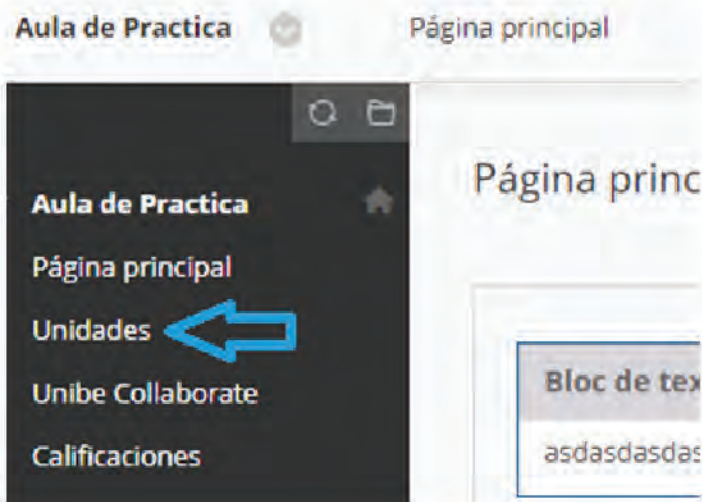 Aula de Practica Página principal
Aula de Practica
Página principal
Unidades
Unibe Collaborate
Calificaciones
Página princ
Bloc de tex
asdasdasdas